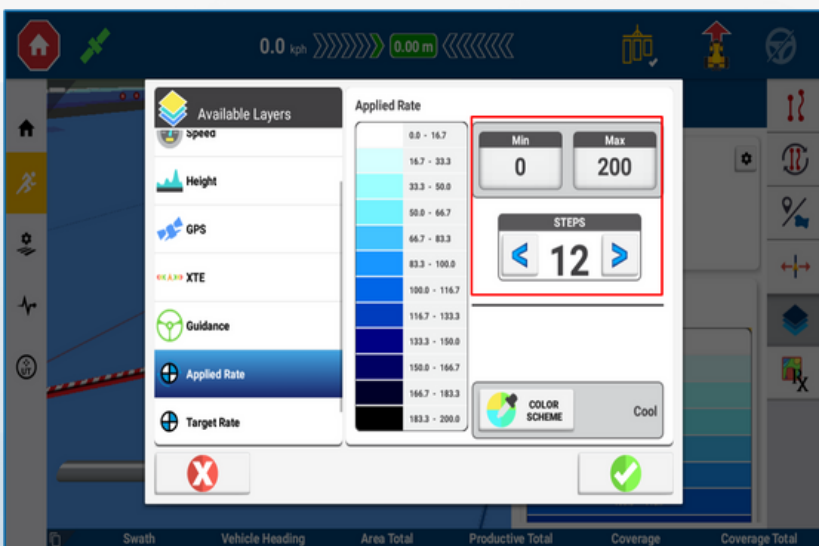 0.0 kph
0.00 m
Available Layers
Speed
Height
GPS
XTE
Guidance
Applied Rate
Target Rate
Applied Rate
0.0 - 16.7
16.7 - 33.3
33.3 - 50.0
50.0 - 66.7
66.7 - 83.3
83.3 - 100.0
100.0 - 116.7
116.7 - 133.3
133.3 - 150.0
150.0 - 166.7
166.7 - 183.3
183.3 - 200.0
Min
0
Max
200
STEPS
12
COLOR
SCHEME
Cool
UT
Rx
Swath
Vehicle Heading
Area Total
Productive Total
Coverage
Coverage Total